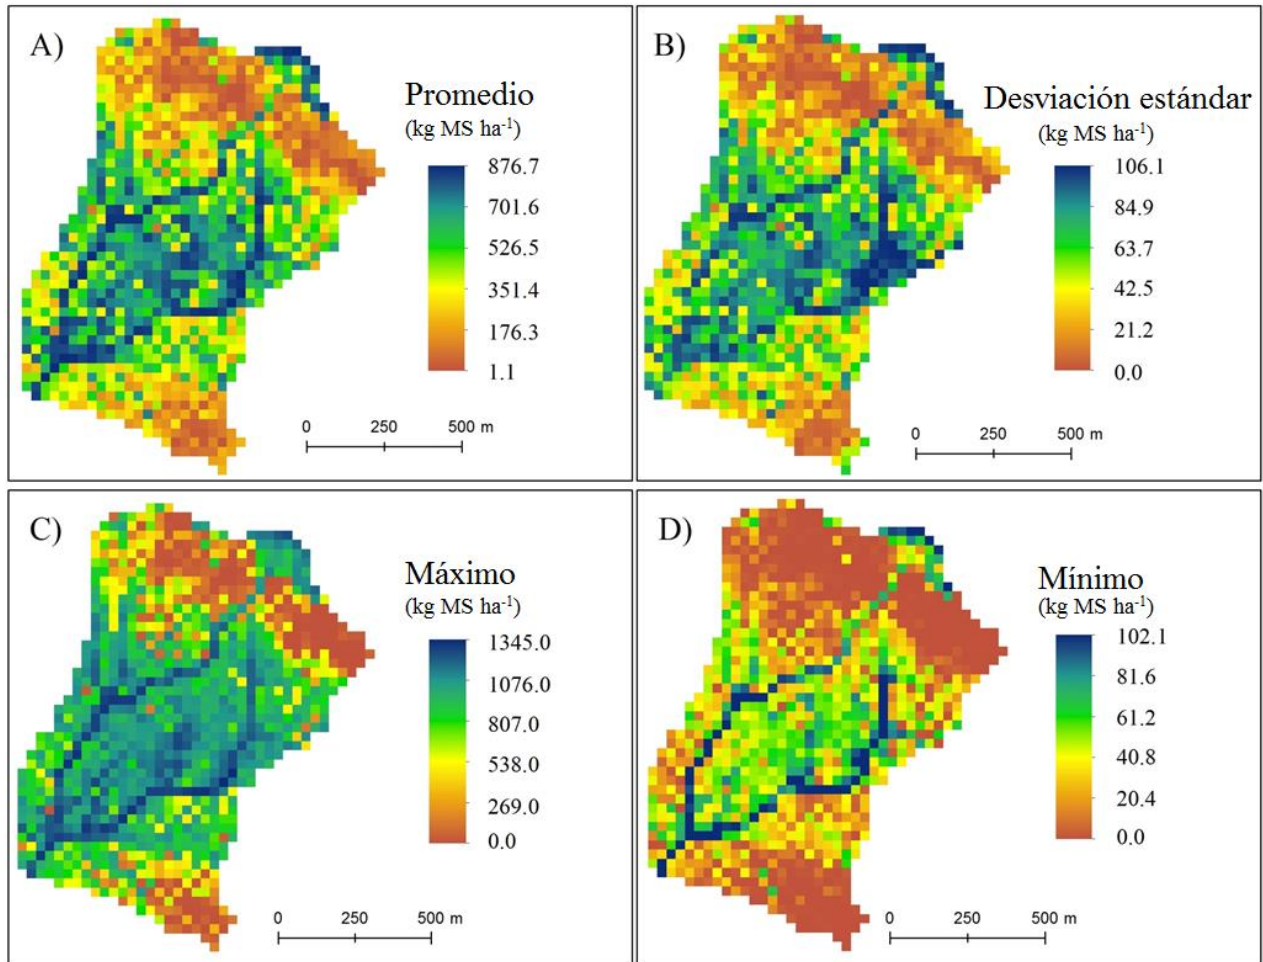 A)
Promedio
(kg MS ha⁻¹)
876.7
701.6
526.5
351.4
176.3
1.1
0 250 500 m
B)
Desviación estándar
(kg MS ha⁻¹)
106.1
84.9
63.7
42.5
21.2
0.0
0 250 500 m
C)
Máximo
(kg MS ha⁻¹)
1345.0
1076.0
807.0
538.0
269.0
0.0
0 250 500 m
D)
Mínimo
(kg MS ha⁻¹)
102.1
81.6
61.2
40.8
20.4
0.0
0 250 500 m